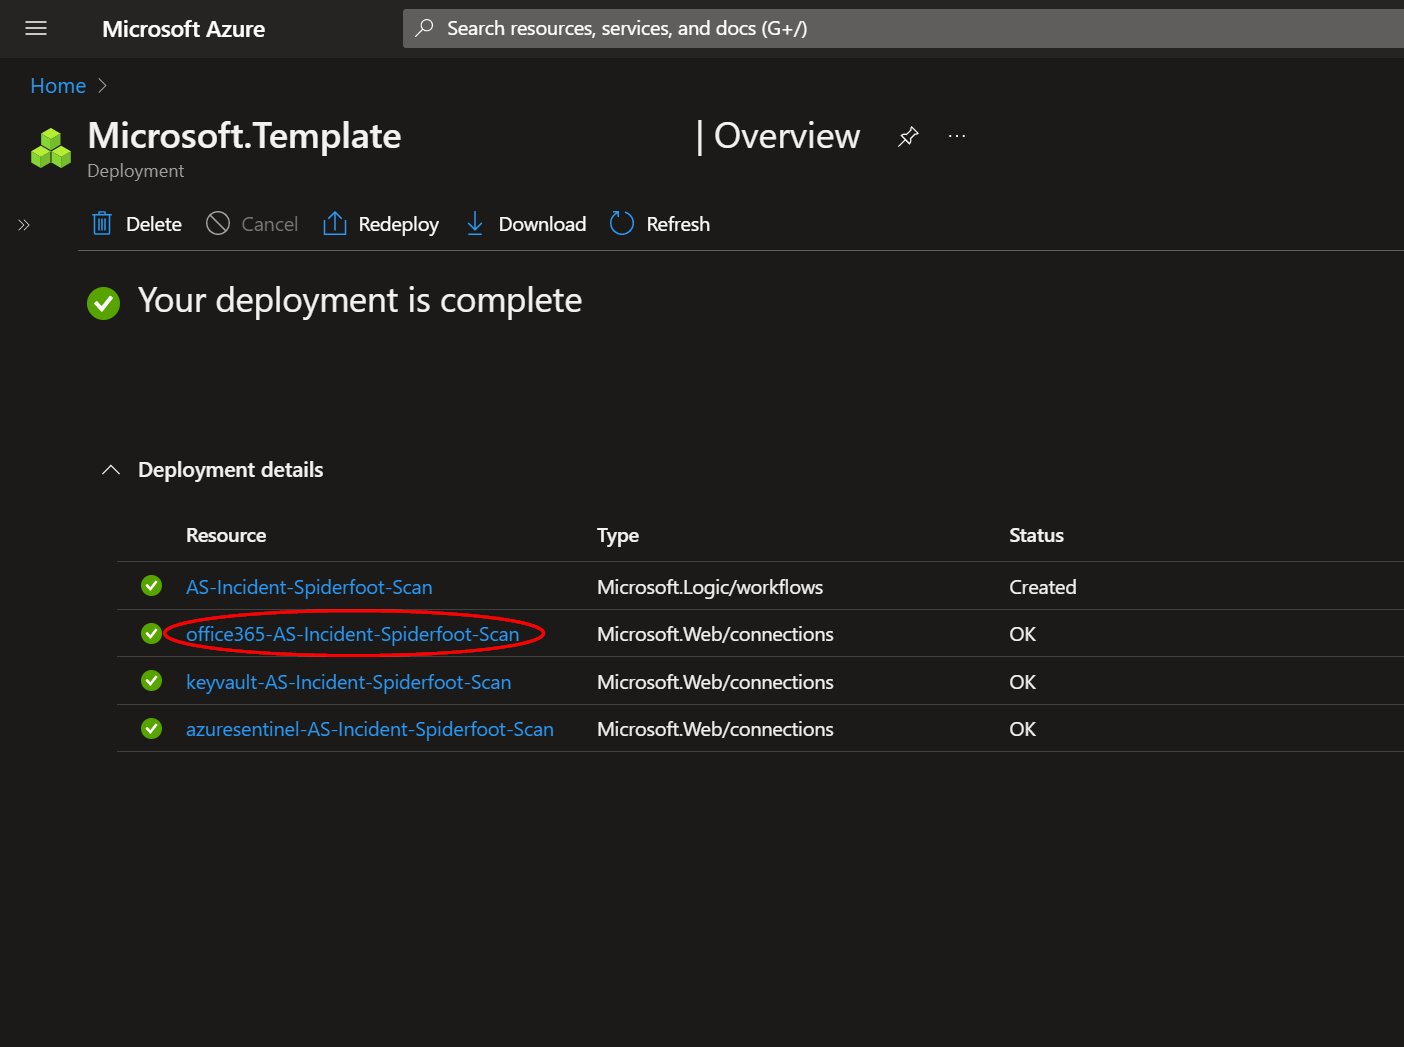 Microsoft Azure
Search resources, services, and docs (G+/)
Home
Microsoft.Template | Overview
Deployment
Delete Cancel Redeploy Download Refresh
Your deployment is complete
Deployment details
Resource Type Status
AS-Incident-Spiderfoot-Scan Microsoft.Logic/workflows Created
office365-AS-Incident-Spiderfoot-Scan Microsoft.Web/connections OK
keyvault-AS-Incident-Spiderfoot-Scan Microsoft.Web/connections OK
azuresentinel-AS-Incident-Spiderfoot-Scan Microsoft.Web/connections OK